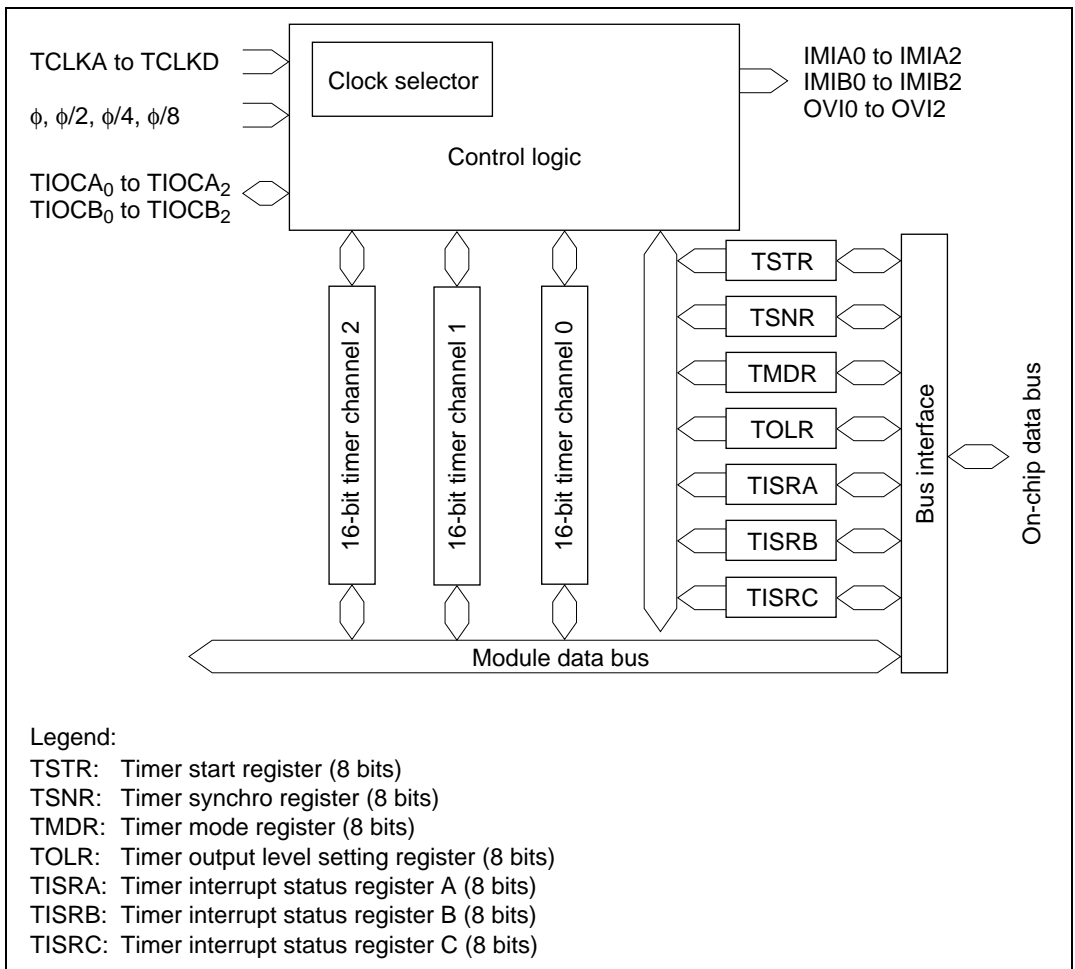 TCLKA to TCLKD
ϕ, ϕ/2, ϕ/4, ϕ/8
TIOCA0 to TIOCA2
TIOCB0 to TIOCB2
Clock selector
Control logic
IMIA0 to IMIA2
IMIB0 to IMIB2
OVI0 to OVI2
16-bit timer channel 2
16-bit timer channel 1
16-bit timer channel 0
TSTR
TSNR
TMDR
TOLR
TISRA
TISRB
TISRC
Bus interface
On-chip data bus
Module data bus
Legend:
TSTR: Timer start register (8 bits)
TSNR: Timer synchro register (8 bits)
TMDR: Timer mode register (8 bits)
TOLR: Timer output level setting register (8 bits)
TISRA: Timer interrupt status register A (8 bits)
TISRB: Timer interrupt status register B (8 bits)
TISRC: Timer interrupt status register C (8 bits)